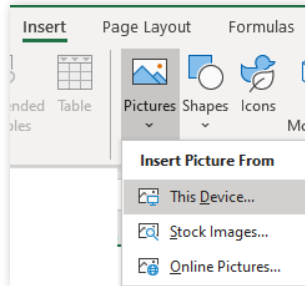 Insert Page Layout Formulas
Table
Pictures Shapes Icons
Insert Picture From
This Device...
Stock Images...
Online Pictures...